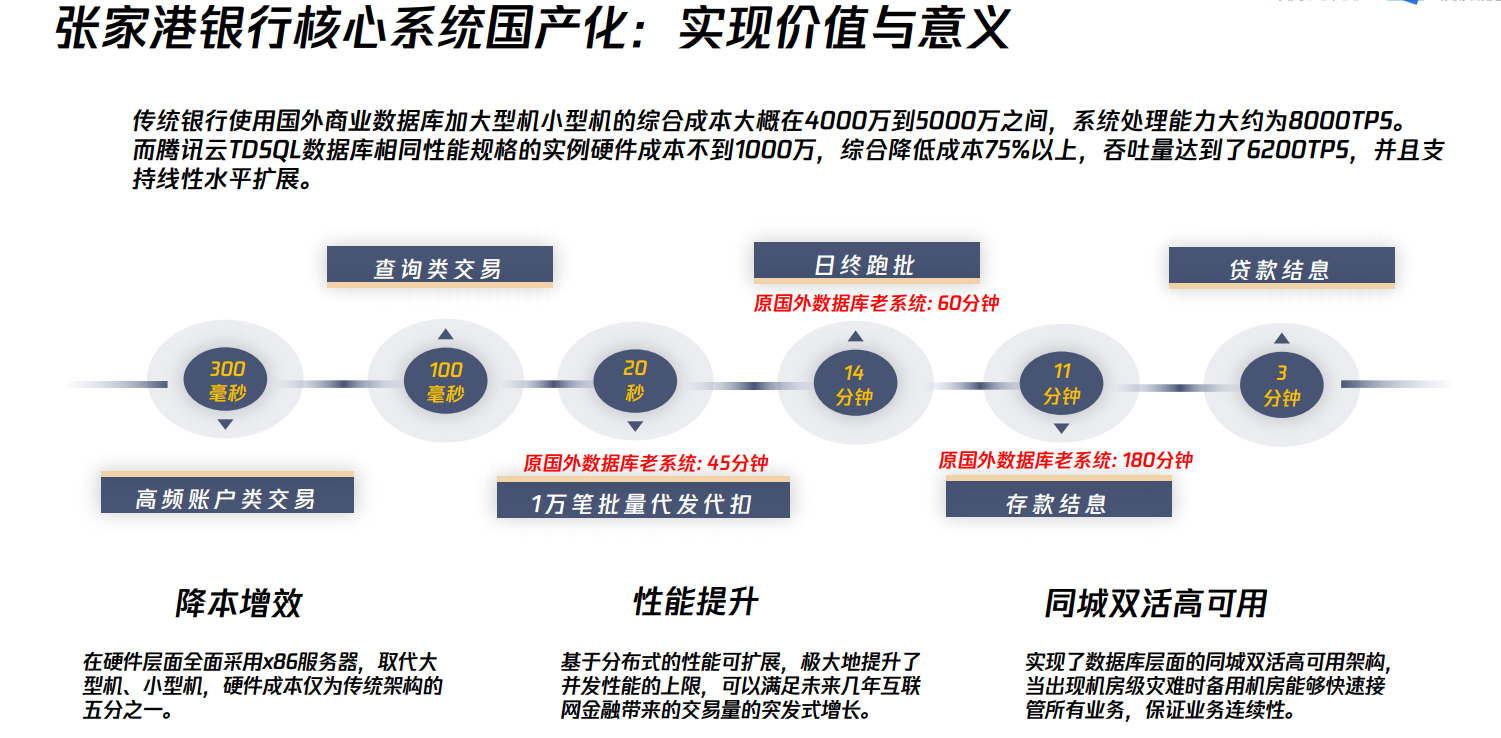 张家港银行核心系统国产化：实现价值与意义
传统银行使用国外商业数据库加大型机小型机的综合成本大概在4000万到5000万之间，系统处理能力大约为8000TPS。
而腾讯云TDSQL数据库相同性能规格的实例硬件成本不到1000万，综合降低成本75%以上，吞吐量达到了6200TPS，并且支
持线性水平扩展。
查询类交易
日终跑批
贷款结息
原国外数据库老系统: 60分钟
300
毫秒
100
毫秒
20
秒
14
分钟
11
分钟
3
分钟
原国外数据库老系统: 45分钟
原国外数据库老系统: 180分钟
高频账户类交易
1万笔批量代发代扣
存款结息
降本增效
在硬件层面全面采用x86服务器，取代大
型机、小型机，硬件成本仅为传统架构的
五分之一。
性能提升
基于分布式的性能可扩展，极大地提升了
并发性能的上限，可以满足未来几年互联
网金融带来的交易量的突发式增长。
同城双活高可用
实现了数据库层面的同城双活高可用架构，
当出现机房级灾难时备用机房能够快速接
管所有业务，保证业务连续性。